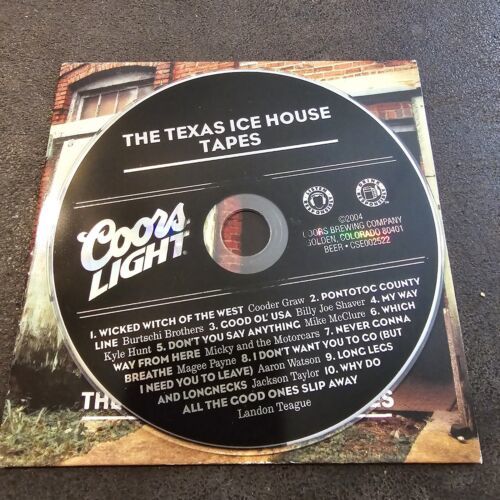 THE TEXAS ICE HOUSE
TAPES
Coors
LIGHT
LISTEN
RESPONSIBLY
DRINK
RESPONSIBLY
©2004
COORS BREWING COMPANY
GOLDEN, COLORADO 80401
BEER • CSE002522
1. WICKED WITCH OF THE WEST Cooder Graw 2. PONTOTOC COUNTY
LINE Burtschi Brothers 3. GOOD OL' USA Billy Joe Shaver 4. MY WAY
Kyle Hunt 5. DON'T YOU SAY ANYTHING Mike McClure 6. WHICH
WAY FROM HERE Micky and the Motorcars 7. NEVER GONNA
BREATHE Magee Payne 8. I DON'T WANT YOU TO GO (BUT
I NEED YOU TO LEAVE) Aaron Watson 9. LONG LEGS
AND LONGNECKS Jackson Taylor 10. WHY DO
ALL THE GOOD ONES SLIP AWAY
Landon Teague